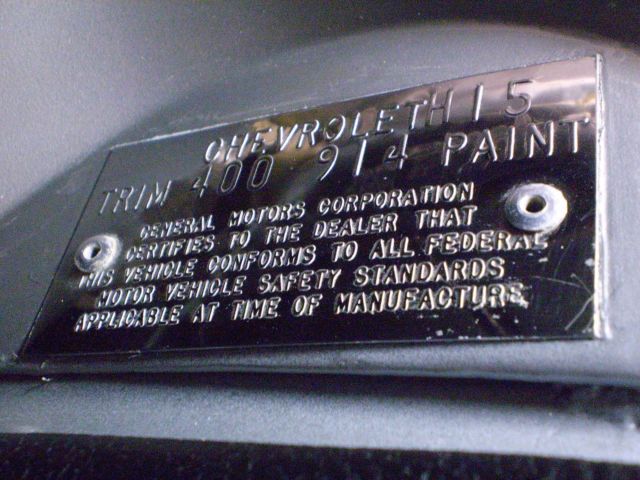 CHEVROLET H15
TRIM 400 914 PAINT
GENERAL MOTORS CORPORATION
CERTIFIES TO THE DEALER THAT
THIS VEHICLE CONFORMS TO ALL FEDERAL
MOTOR VEHICLE SAFETY STANDARDS
APPLICABLE AT TIME OF MANUFACTURE